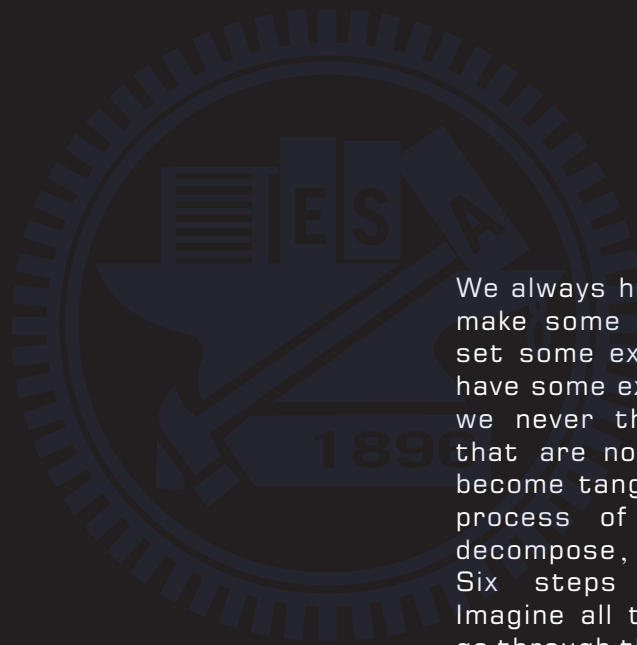 E S A
1896
We always h
make some
set some ex
have some ex
we never th
that are no
become tang
process of
decompose,
Six steps
Imagine all t